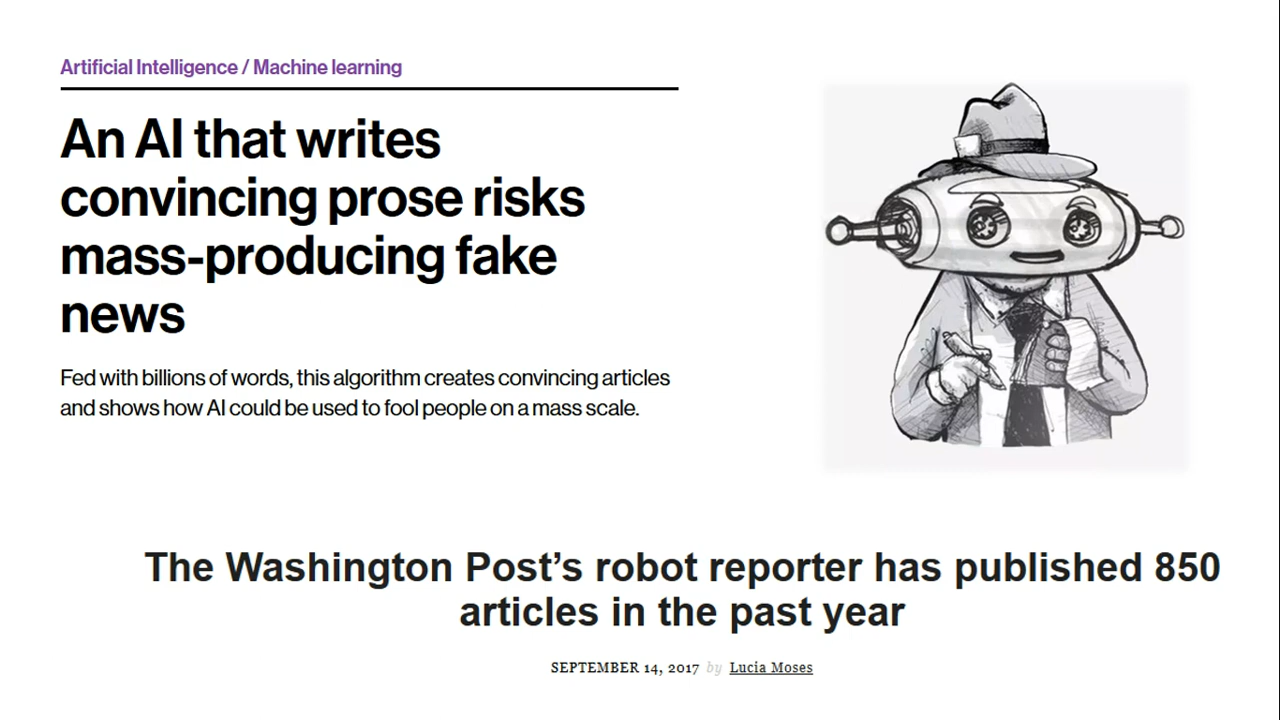 Artificial Intelligence / Machine learning
An AI that writes
convincing prose risks
mass-producing fake
news
Fed with billions of words, this algorithm creates convincing articles
and shows how AI could be used to fool people on a mass scale.
The Washington Post’s robot reporter has published 850
articles in the past year
SEPTEMBER 14, 2017 by Lucia Moses